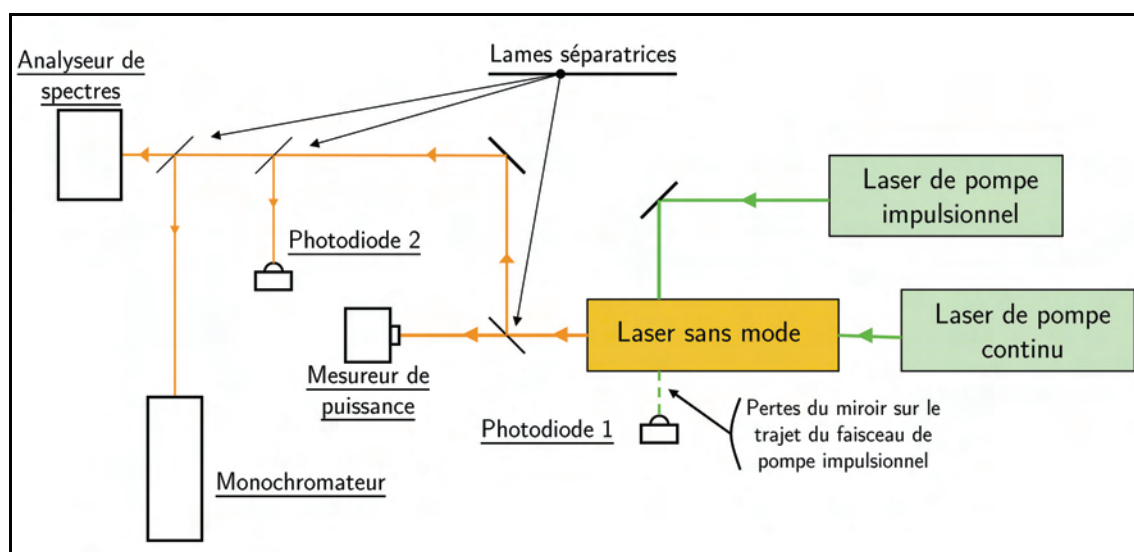 Analyseur de
spectres
Lames séparatrices
Laser de pompe
impulsionnel
Photodiode 2
Laser sans mode
Laser de pompe
continu
Mesureur de
puissance
Photodiode 1
Pertes du miroir sur le
trajet du faisceau de
pompe impulsionnel
Monochromateur